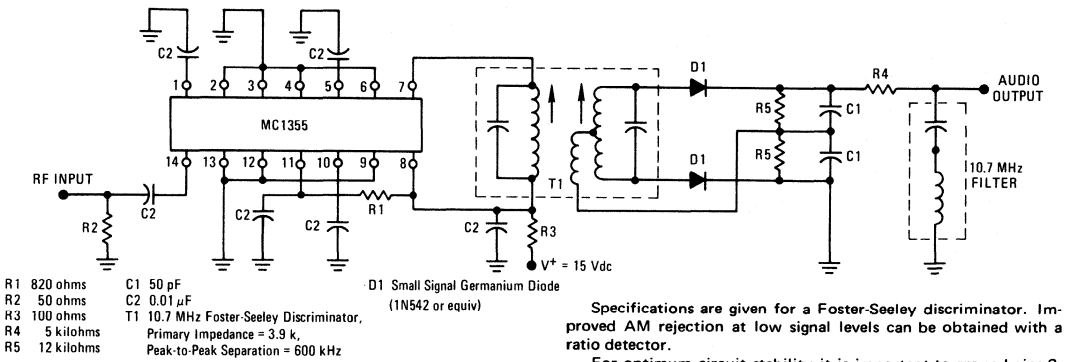 C2
C2
1 2 3 4 5 6 7
MC1355
14 13 12 11 10 9 8
RF INPUT
C2
R2
C2
C2
R1
C2
R3
V+ = 15 Vdc
T1
D1
D1
R5
R5
C1
C1
R4
AUDIO
OUTPUT
10.7 MHz
FILTER
R1 820 ohms
R2 50 ohms
R3 100 ohms
R4 5 kilohms
R5 12 kilohms
C1 50 pF
C2 0.01 μF
T1 10.7 MHz Foster-Seeley Discriminator,
Primary Impedance = 3.9 k,
Peak-to-Peak Separation = 600 kHz
D1 Small Signal Germanium Diode
(1N542 or equiv)
Specifications are given for a Foster-Seeley discriminator. Im-
proved AM rejection at low signal levels can be obtained with a
ratio detector.